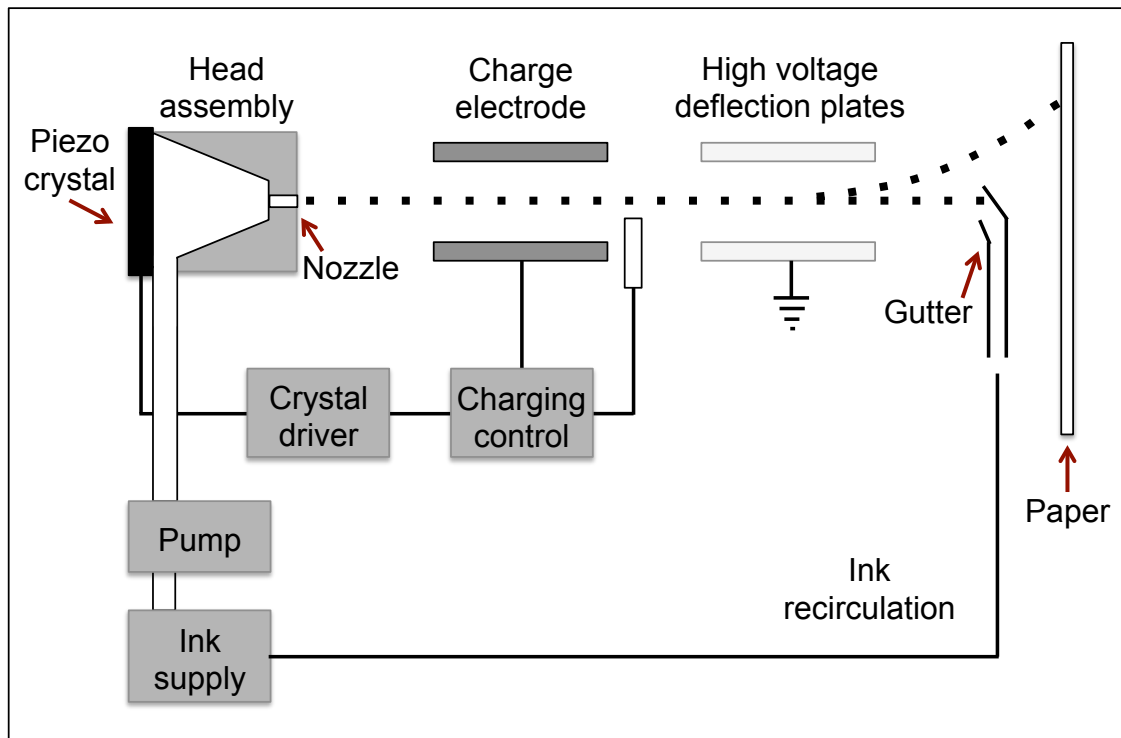 Head
assembly
Charge
electrode
High voltage
deflection plates
Piezo
crystal
Nozzle
Gutter
Crystal
driver
Charging
control
Paper
Pump
Ink
recirculation
Ink
supply